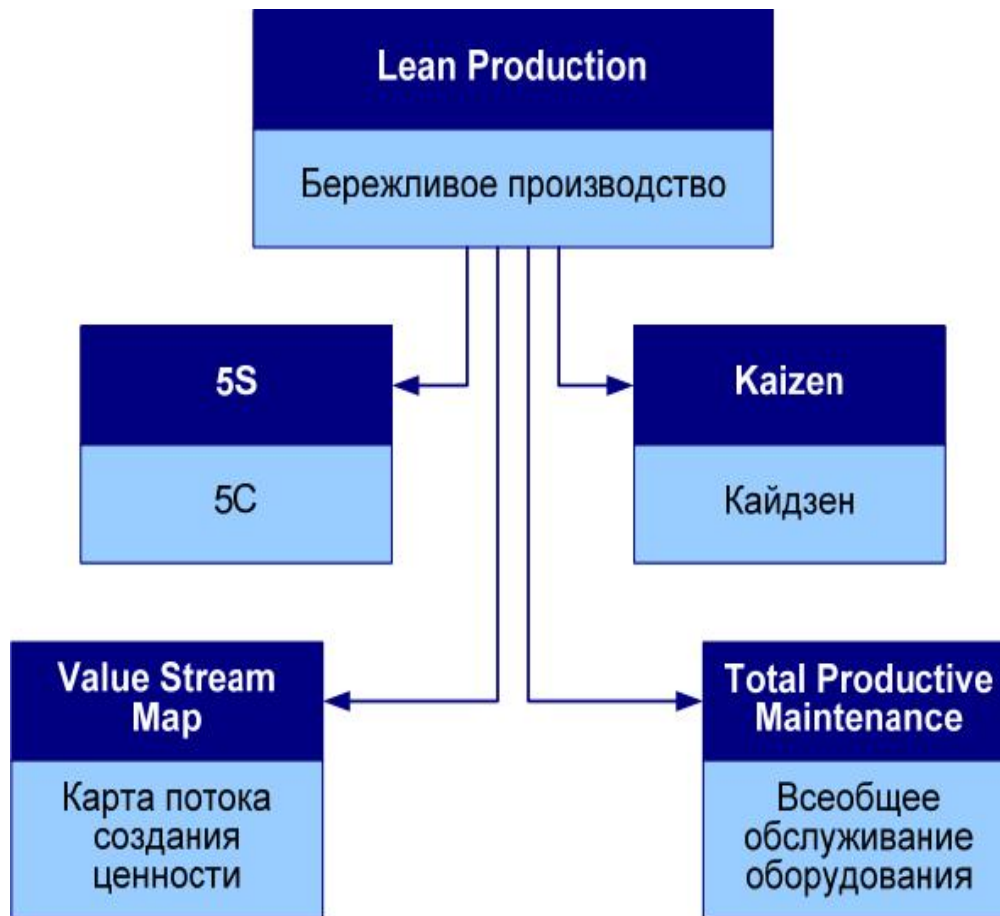 Lean Production
Бережливое производство
5S
5С
Kaizen
Кайдзен
Value Stream
Map
Карта потока
создания
ценности
Total Productive
Maintenance
Всеобщее
обслуживание
оборудования